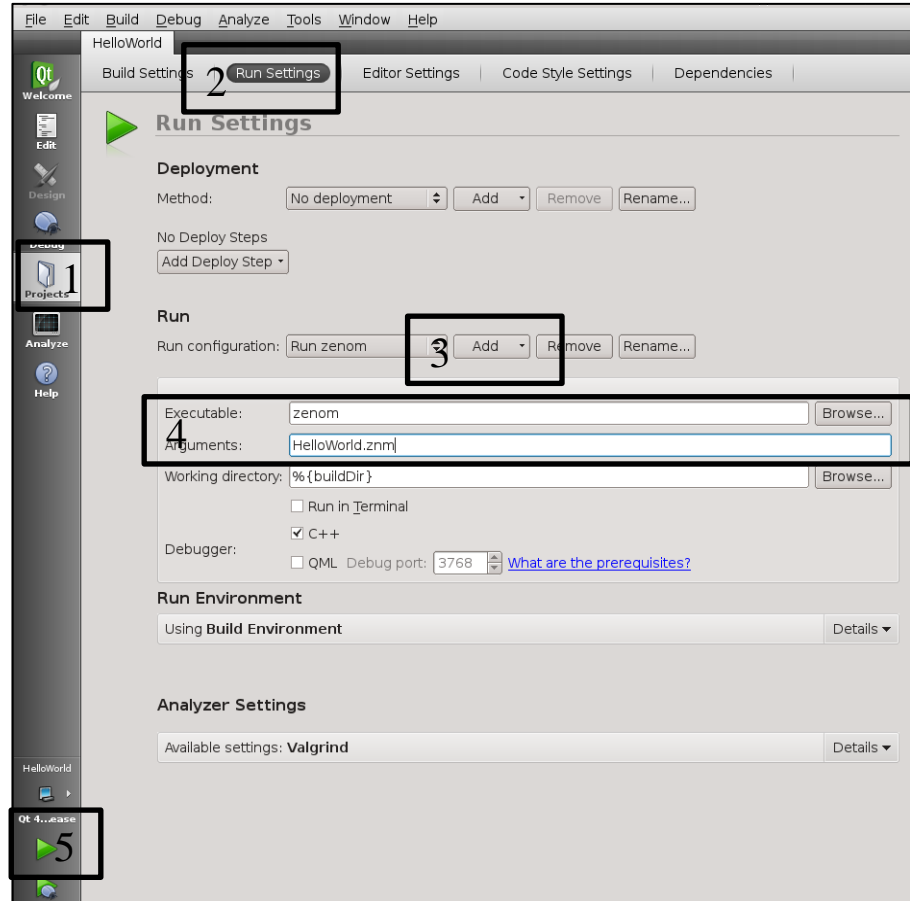 File Edit Build Debug Analyze Tools Window Help
HelloWorld
Build Settings 2 Run Settings Editor Settings Code Style Settings Dependencies
Welcome
Edit
Design
Debug
1
Projects
Analyze
Help
Run Settings
Deployment
Method: No deployment Add Remove Rename...
No Deploy Steps
Add Deploy Step
Run
Run configuration: Run zenom 3 Add Remove Rename...
4
Executable: zenom Browse...
Arguments: HelloWorld.znm
Working directory: %{buildDir} Browse...
Run in Terminal
C++
Debugger:
QML Debug port: 3768 What are the prerequisites?
Run Environment
Using Build Environment Details
Analyzer Settings
Available settings: Valgrind Details
HelloWorld
Qt 4...ease
5